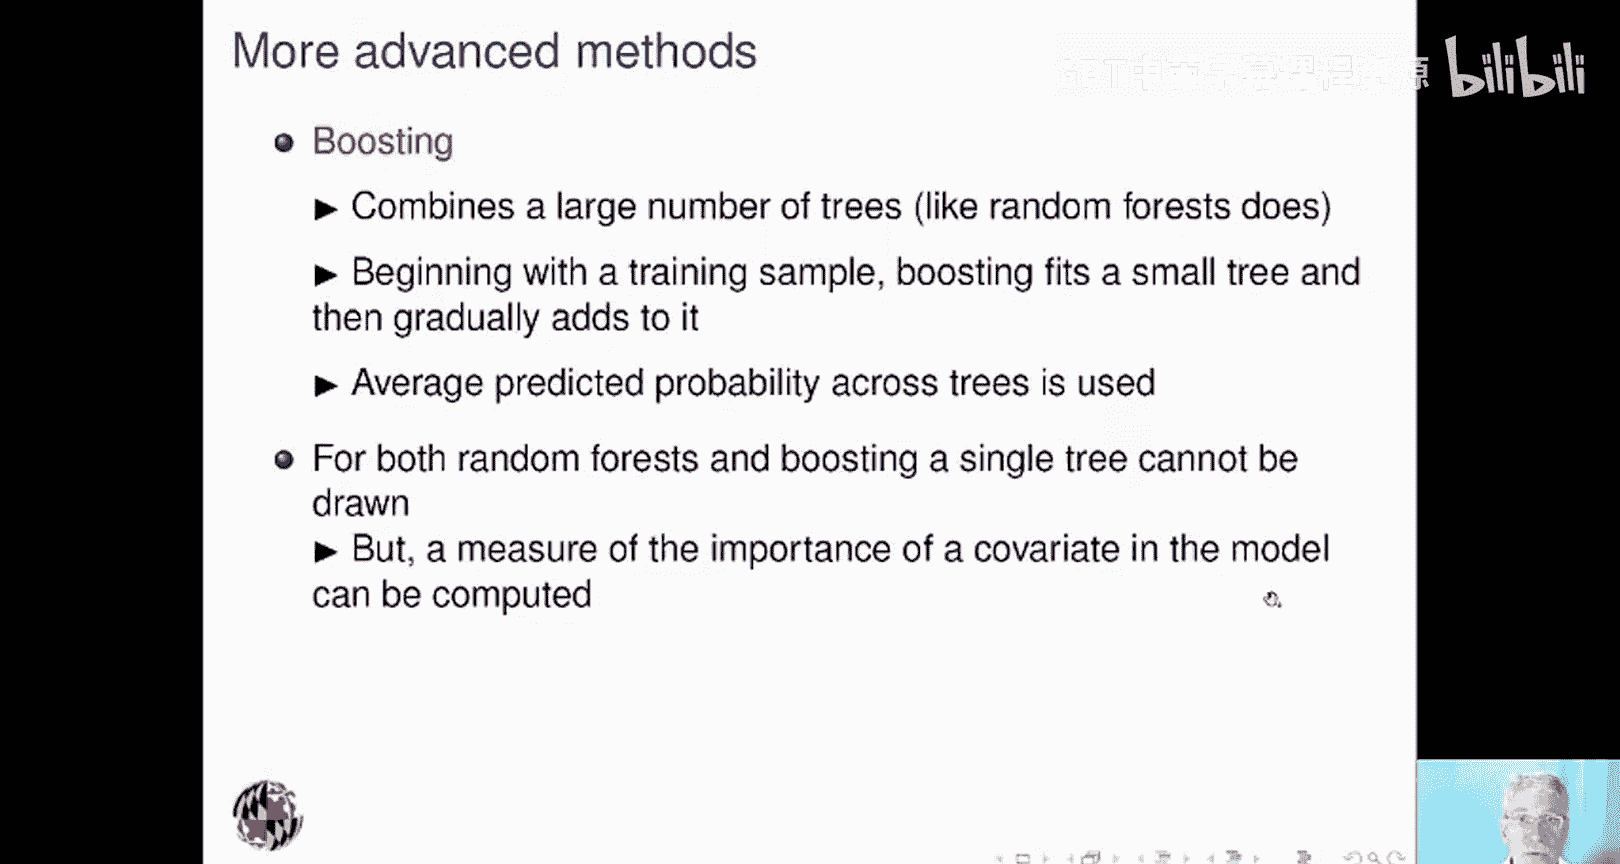 More advanced methods
bilibili
Boosting
▶ Combines a large number of trees (like random forests does)
▶ Beginning with a training sample, boosting fits a small tree and
then gradually adds to it
▶ Average predicted probability across trees is used
For both random forests and boosting a single tree cannot be
drawn
▶ But, a measure of the importance of a covariate in the model
can be computed